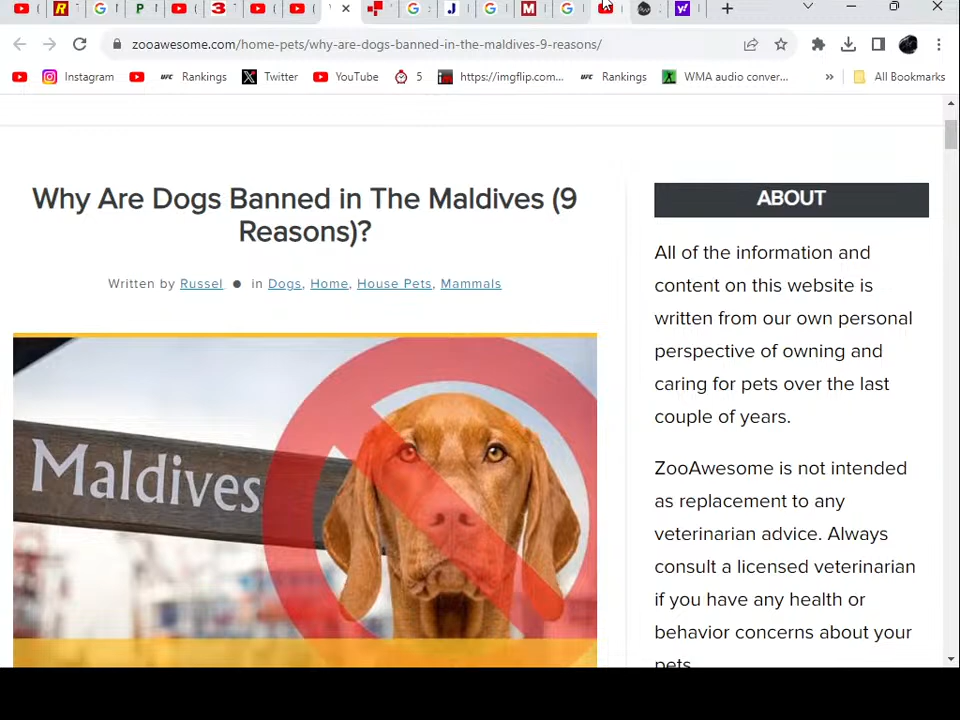 zooawesome.com/home-pets/why-are-dogs-banned-in-the-maldives-9-reasons/
Instagram
UFC Rankings
Twitter
YouTube
5
https://imgflip.com...
UFC Rankings
WMA audio conver...
»
All Bookmarks
Why Are Dogs Banned in The Maldives (9
Reasons)?
Written by Russel ● in Dogs, Home, House Pets, Mammals
Maldives
ABOUT
All of the information and
content on this website is
written from our own personal
perspective of owning and
caring for pets over the last
couple of years.
ZooAwesome is not intended
as replacement to any
veterinarian advice. Always
consult a licensed veterinarian
if you have any health or
behavior concerns about your
pets.